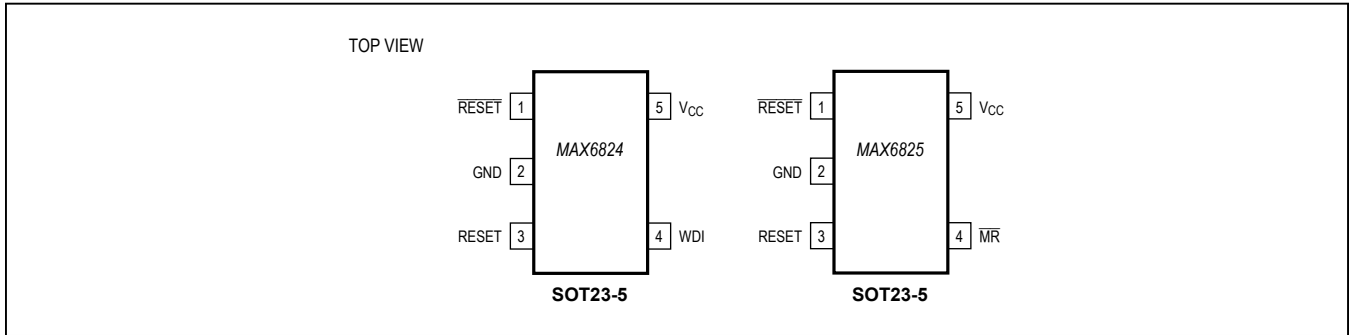 TOP VIEW
RESET 1 MAX6824 5 VCC
GND 2
RESET 3 4 WDI
SOT23-5
RESET 1 MAX6825 5 VCC
GND 2
RESET 3 4 MR
SOT23-5